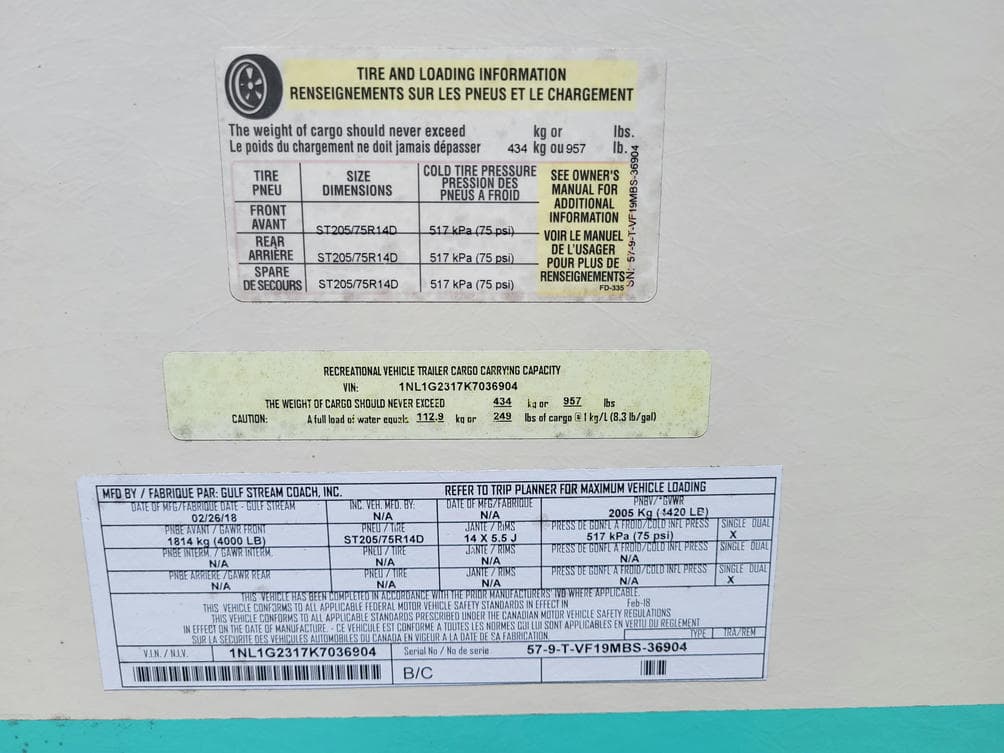 TIRE AND LOADING INFORMATION
RENSEIGNEMENTS SUR LES PNEUS ET LE CHARGEMENT
The weight of cargo should never exceed kg or lbs.
Le poids du chargement ne doit jamais dépasser 434 kg ou 957 lb.
TIRE PNEU SIZE DIMENSIONS COLD TIRE PRESSURE PRESSION DES PNEUS A FROID
FRONT AVANT ST205/75R14D 517 kPa (75 psi)
REAR ARRIÈRE ST205/75R14D 517 kPa (75 psi)
SPARE DE SECOURS ST205/75R14D 517 kPa (75 psi)
SEE OWNER'S
MANUAL FOR
ADDITIONAL
INFORMATION
VOIR LE MANUEL
DE L'USAGER
POUR PLUS DE
RENSEIGNEMENTS
FD-335
SN: 57-9-T-VF19MBS-36904
RECREATIONAL VEHICLE TRAILER CARGO CARRYING CAPACITY
VIN: 1NL1G2317K7036904
THE WEIGHT OF CARGO SHOULD NEVER EXCEED 434 kg or 957 lbs
CAUTION: A full load of water equals 112.9 kg or 249 lbs of cargo @ 1 kg/L (8.3 lb/gal)
MFD BY / FABRIQUE PAR: GULF STREAM COACH, INC. REFER TO TRIP PLANNER FOR MAXIMUM VEHICLE LOADING
DATE OF MFG/FABRIQUE DATE - GULF STREAM INC. VEH. MFD. BY: DATE OF MFG/FABRIQUE PNBV/*GVWR
02/26/18 N/A N/A 2005 Kg (4420 LB)
PNBE AVANT / GAWR FRONT PNEU / TIRE JANTE / RIMS PRESS DE GONFL A FROID/COLD INFL PRESS SINGLE DUAL
1814 kg (4000 LB) ST205/75R14D 14 X 5.5 J 517 kPa (75 psi) X
PNBE INTERM. / GAWR INTERM. PNEU / TIRE JANTE / RIMS PRESS DE GONFL A FROID/COLD INFL PRESS SINGLE DUAL
N/A N/A N/A N/A
PNBE ARRIERE / GAWR REAR PNEU / TIRE JANTE / RIMS PRESS DE GONFL A FROID/COLD INFL PRESS SINGLE DUAL
N/A N/A N/A N/A X
THIS VEHICLE HAS BEEN COMPLETED IN ACCORDANCE WITH THE PRIOR MANUFACTURERS' IVD WHERE APPLICABLE.
THIS VEHICLE CONFORMS TO ALL APPLICABLE FEDERAL MOTOR VEHICLE SAFETY STANDARDS IN EFFECT IN Feb-18
THIS VEHICLE CONFORMS TO ALL APPLICABLE STANDARDS PRESCRIBED UNDER THE CANADIAN MOTOR VEHICLE SAFETY REGULATIONS
IN EFFECT ON THE DATE OF MANUFACTURE. - CE VEHICULE EST CONFORME A TOUTES LES NORMES QUI LUI SONT APPLICABLES EN VERTU DU REGLEMENT
SUR LA SECURITE DES VEHICULES AUTOMOBILES DU CANADA EN VIGEUR A LA DATE DE SA FABRICATION. TYPE TRA/REM
V.I.N. / N.I.V. 1NL1G2317K7036904 Serial No / No de serie 57-9-T-VF19MBS-36904
B/C